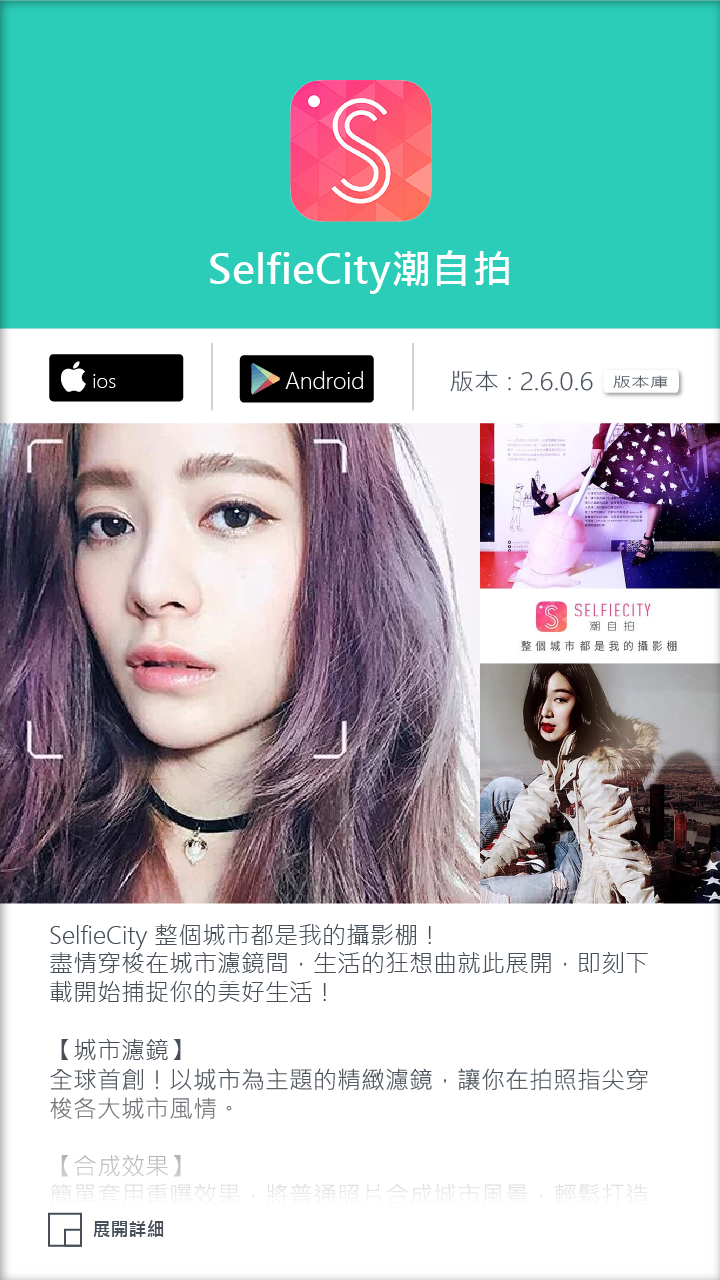 S
SelfieCity潮自拍
ios
Android
版本 : 2.6.0.6
版本庫
S
SELFIECITY
潮自拍
整個城市都是我的攝影棚
SelfieCity 整個城市都是我的攝影棚！
盡情穿梭在城市濾鏡間，生活的狂想曲就此展開，即刻下
載開始捕捉你的美好生活！
【城市濾鏡】
全球首創！以城市為主題的精緻濾鏡，讓你在拍照指尖穿
梭各大城市風情。
【合成效果】
簡單套用重曝效果，將普通照片合成城市風景，輕鬆打造
展開詳細